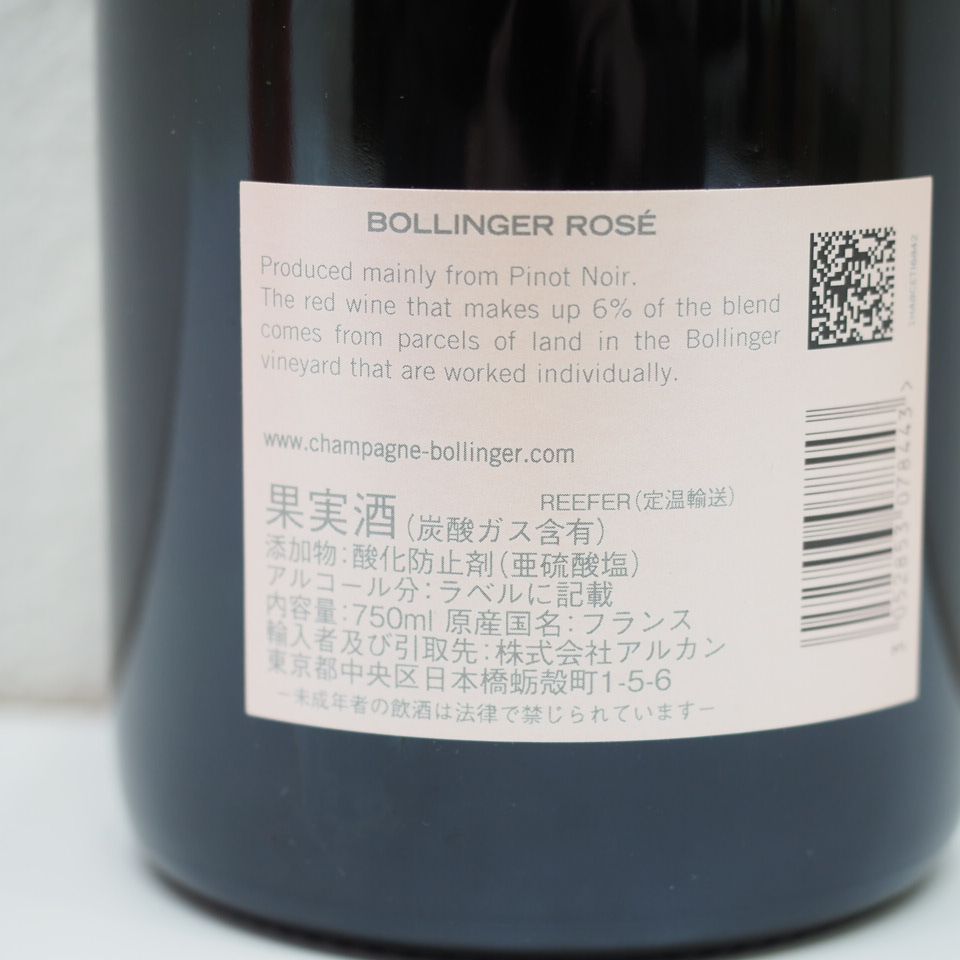 BOLLINGER ROSÉ
Produced mainly from Pinot Noir.
The red wine that makes up 6% of the blend
comes from parcels of land in the Bollinger
vineyard that are worked individually.
www.champagne-bollinger.com
REEFER(定温輸送)
果実酒(炭酸ガス含有)
添加物:酸化防止剤(亜硫酸塩)
アルコール分:ラベルに記載
内容量:750ml 原産国名:フランス
輸入者及び引取先:株式会社アルカン
東京都中央区日本橋蛎殻町1-5-6
ー未成年者の飲酒は法律で禁じられていますー
3 052853 078443 >